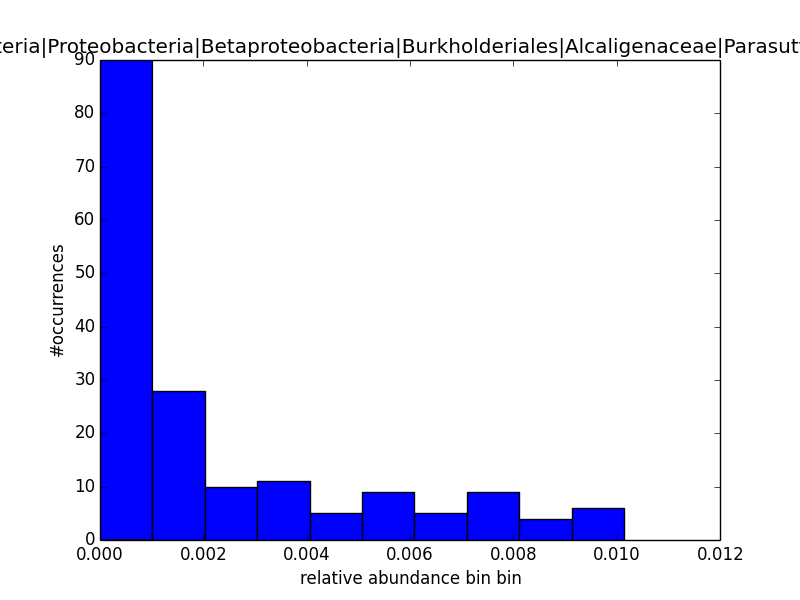 teria|Proteobacteria|Betaproteobacteria|Burkholderiales|Alcaligenaceae|Parasut
90
80
70
60
50
40
30
20
10
0
#occurrences
0.000 0.002 0.004 0.006 0.008 0.010 0.012
relative abundance bin bin